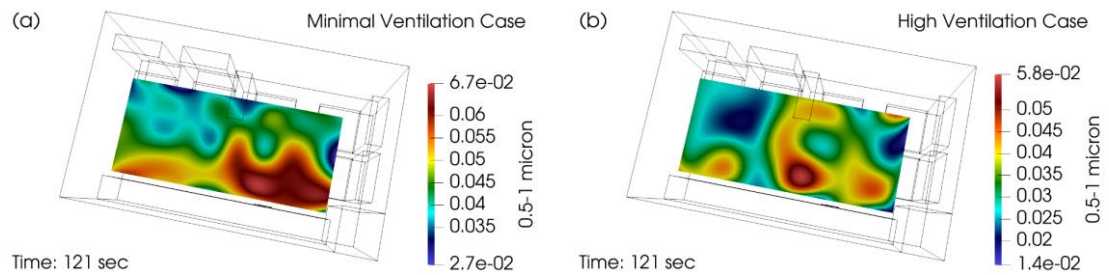 (a)
Minimal Ventilation Case
6.7e-02
0.06
0.055
0.05
0.045
0.04
0.035
2.7e-02
0.5-1 micron
Time: 121 sec
(b)
High Ventilation Case
5.8e-02
0.05
0.045
0.04
0.035
0.03
0.025
0.02
1.4e-02
0.5-1 micron
Time: 121 sec